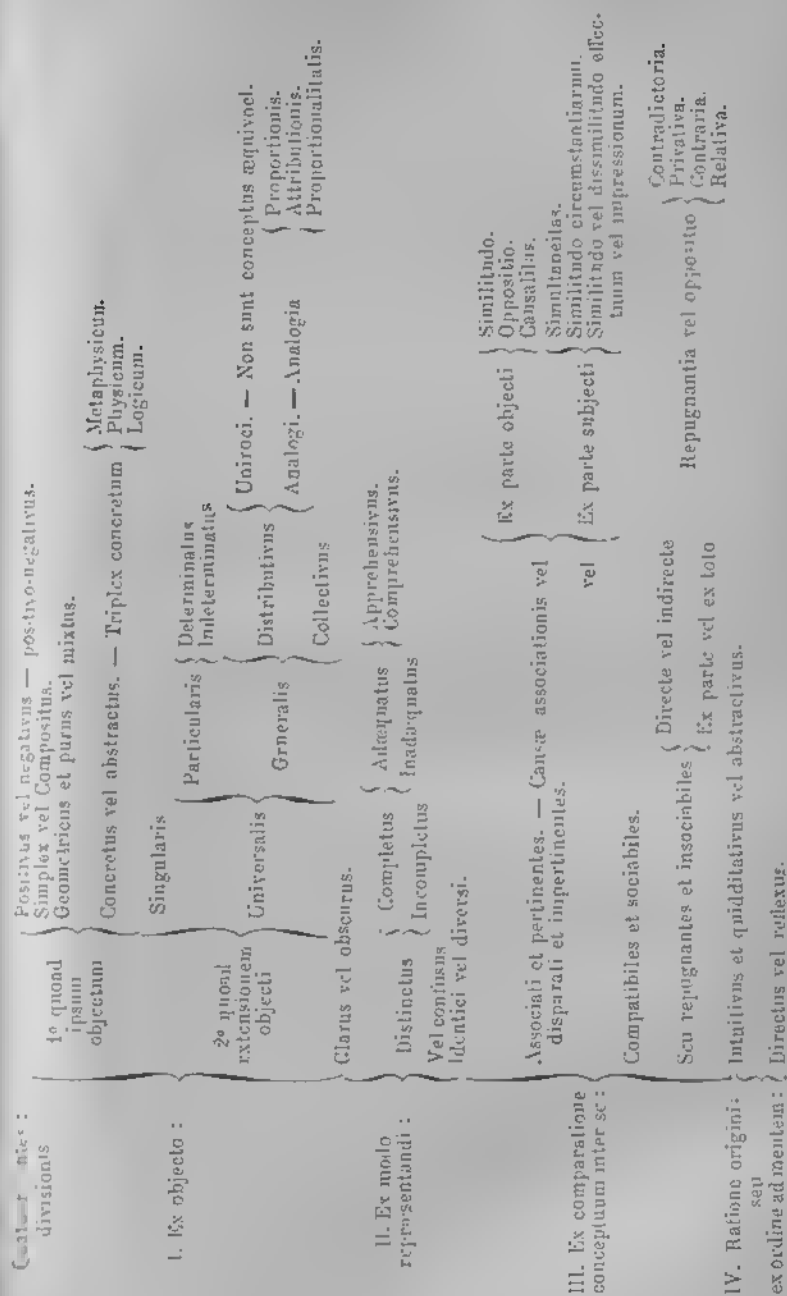 divisionis
I. Ex objecto :
1o quoad
ipsum
objectum
Positivus vel negativus — positivo-negativus.
Simplex vel Compositus.
Geometricus et purus vel mixtus.
Concretus vel abstractus. — Triplex concretum
Metaphysicum.
Physicum.
Logicum.
2o quoad
extensionem
objecti
Singularis
Universalis
Particularis
Determinatus
Indeterminatus
Generalis
Distributivus
Univoci. — Non sunt conceptus æquivoci.
Analogi. — Analogia
Proportionis.
Attributionis.
Proportionalitatis.
Collectivus
II. Ex modo
repræsentandi :
Clarus vel obscurus.
Distinctus
Completus
Adæquatus
Apprehensivus.
Comprehensivus.
Inadæquatus
Incompletus
Vel confusus
Identici vel diversi.
III. Ex comparatione
conceptuum inter se :
Associati et pertinentes. — Causæ associationis vel
disparati et impertinentes.
Ex parte objecti
Similitudo.
Oppositio.
Causalitas.
vel
Ex parte subjecti
Simultaneitas.
Similitudo circumstantiarum.
Similitudo vel dissimilitudo effec-
tuum vel impressionum.
Compatibiles et sociabiles.
Seu repugnantes et insociabiles
Directe vel indirecte
Ex parte vel ex toto
Repugnantia vel oppositio
Contradictoria.
Privativa.
Contraria.
Relativa.
IV. Ratione origini:
seu
ex ordine ad mentem :
Intuitivus et quidditativus vel abstractivus.
Directus vel reflexus.